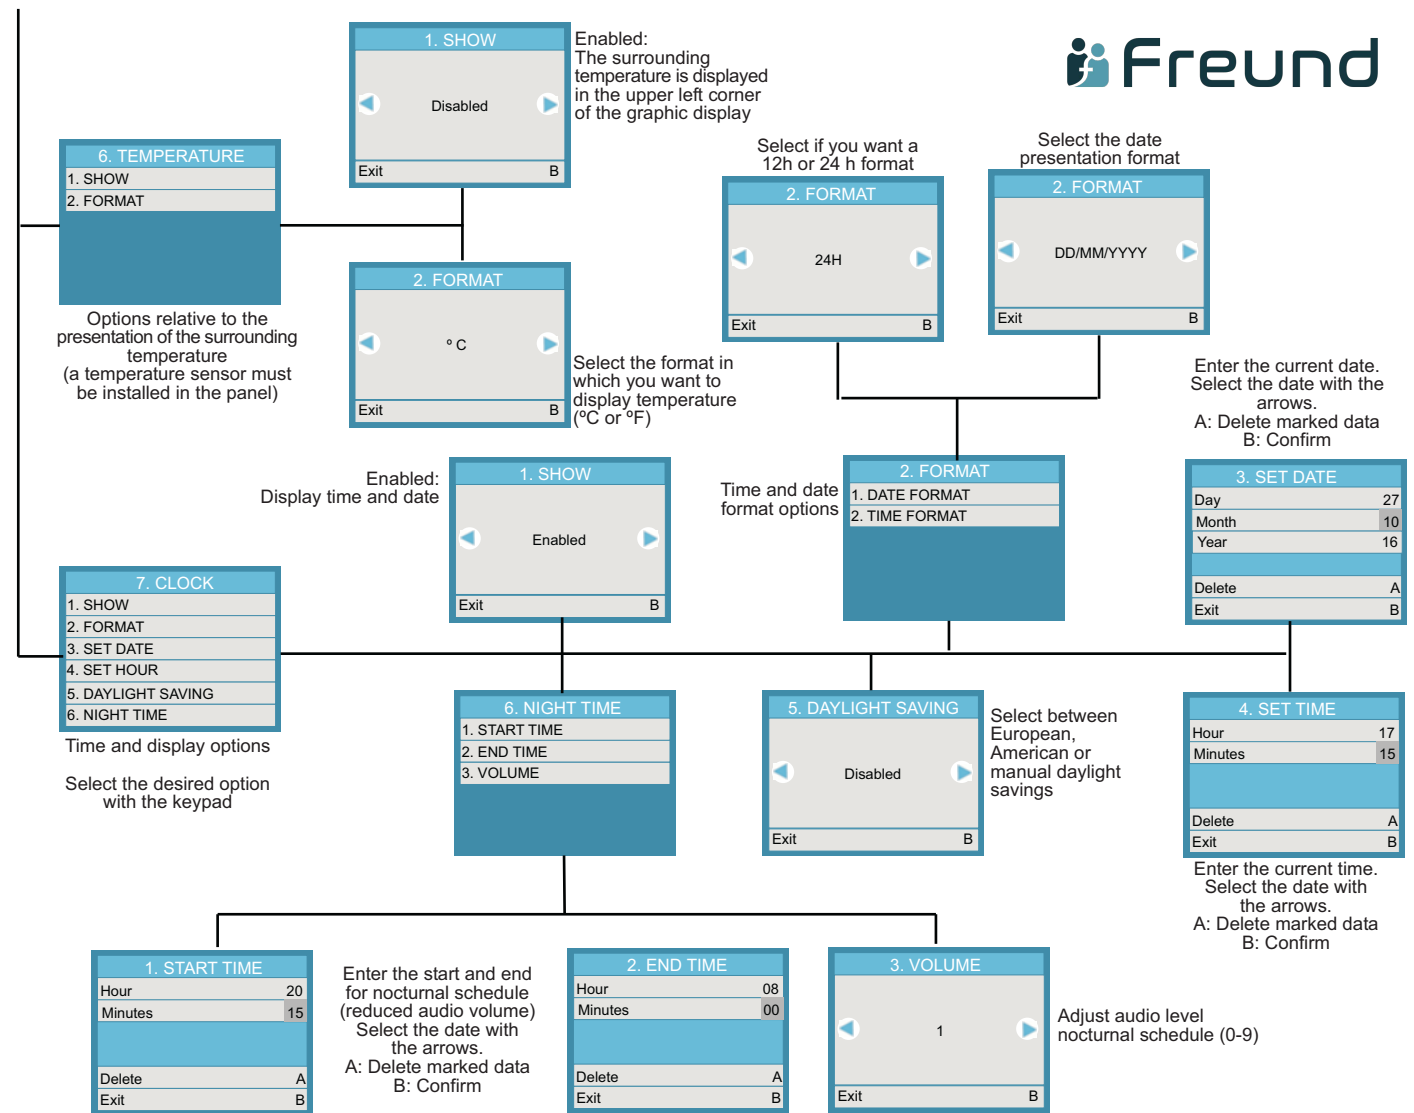 Freund
1. SHOW
Disabled
Exit B
Enabled:
The surrounding
temperature is displayed
in the upper left corner
of the graphic display
6. TEMPERATURE
1. SHOW
2. FORMAT
Options relative to the
presentation of the surrounding
temperature
(a temperature sensor must
be installed in the panel)
2. FORMAT
º C
Exit B
Select the format in
which you want to
display temperature
(ºC or ºF)
Select if you want a
12h or 24 h format
2. FORMAT
24H
Exit B
Select the date
presentation format
2. FORMAT
DD/MM/YYYY
Exit B
Enabled:
Display time and date
1. SHOW
Enabled
Exit B
Time and date
format options
2. FORMAT
1. DATE FORMAT
2. TIME FORMAT
Enter the current date.
Select the date with the
arrows.
A: Delete marked data
B: Confirm
3. SET DATE
Day 27
Month 10
Year 16
Delete A
Exit B
7. CLOCK
1. SHOW
2. FORMAT
3. SET DATE
4. SET HOUR
5. DAYLIGHT SAVING
6. NIGHT TIME
Time and display options
Select the desired option
with the keypad
6. NIGHT TIME
1. START TIME
2. END TIME
3. VOLUME
5. DAYLIGHT SAVING
Disabled
Exit B
Select between
European,
American or
manual daylight
savings
4. SET TIME
Hour 17
Minutes 15
Delete A
Exit B
Enter the current time.
Select the date with
the arrows.
A: Delete marked data
B: Confirm
1. START TIME
Hour 20
Minutes 15
Delete A
Exit B
Enter the start and end
for nocturnal schedule
(reduced audio volume)
Select the date with
the arrows.
A: Delete marked data
B: Confirm
2. END TIME
Hour 08
Minutes 00
Delete A
Exit B
3. VOLUME
1
Exit B
Adjust audio level
nocturnal schedule (0-9)